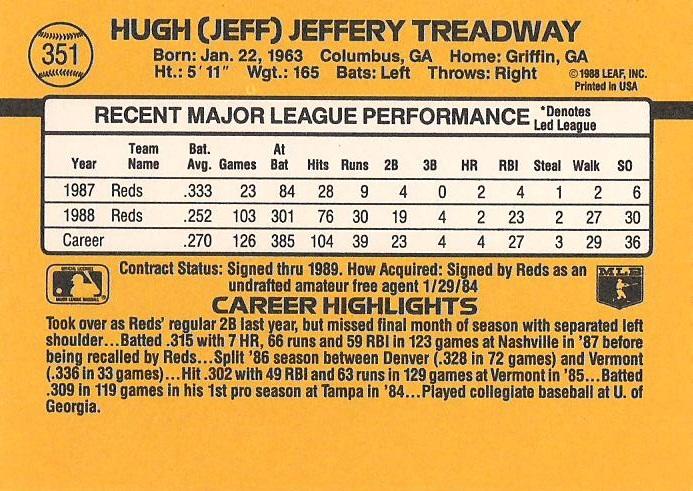 351
HUGH (JEFF) JEFFERY TREADWAY
Born: Jan. 22, 1963 Columbus, GA Home: Griffin, GA
Ht.: 5' 11" Wgt.: 165 Bats: Left Throws: Right
©1988 LEAF, INC.
Printed in USA
RECENT MAJOR LEAGUE PERFORMANCE *Denotes Led League
Year Team Name Bat. Avg. Games At Bat Hits Runs 2B 3B HR RBI Steal Walk SO
1987 Reds .333 23 84 28 9 4 0 2 4 1 2 6
1988 Reds .252 103 301 76 30 19 4 2 23 2 27 30
Career .270 126 385 104 39 23 4 4 27 3 29 36
Contract Status: Signed thru 1989. How Acquired: Signed by Reds as an
undrafted amateur free agent 1/29/84
MLB
CAREER HIGHLIGHTS
Took over as Reds' regular 2B last year, but missed final month of season with separated left
shoulder...Batted .315 with 7 HR, 66 runs and 59 RBI in 123 games at Nashville in '87 before
being recalled by Reds...Split '86 season between Denver (.328 in 72 games) and Vermont
(.336 in 33 games)...Hit .302 with 49 RBI and 63 runs in 129 games at Vermont in '85...Batted
.309 in 119 games in his 1st pro season at Tampa in '84...Played collegiate baseball at U. of
Georgia.